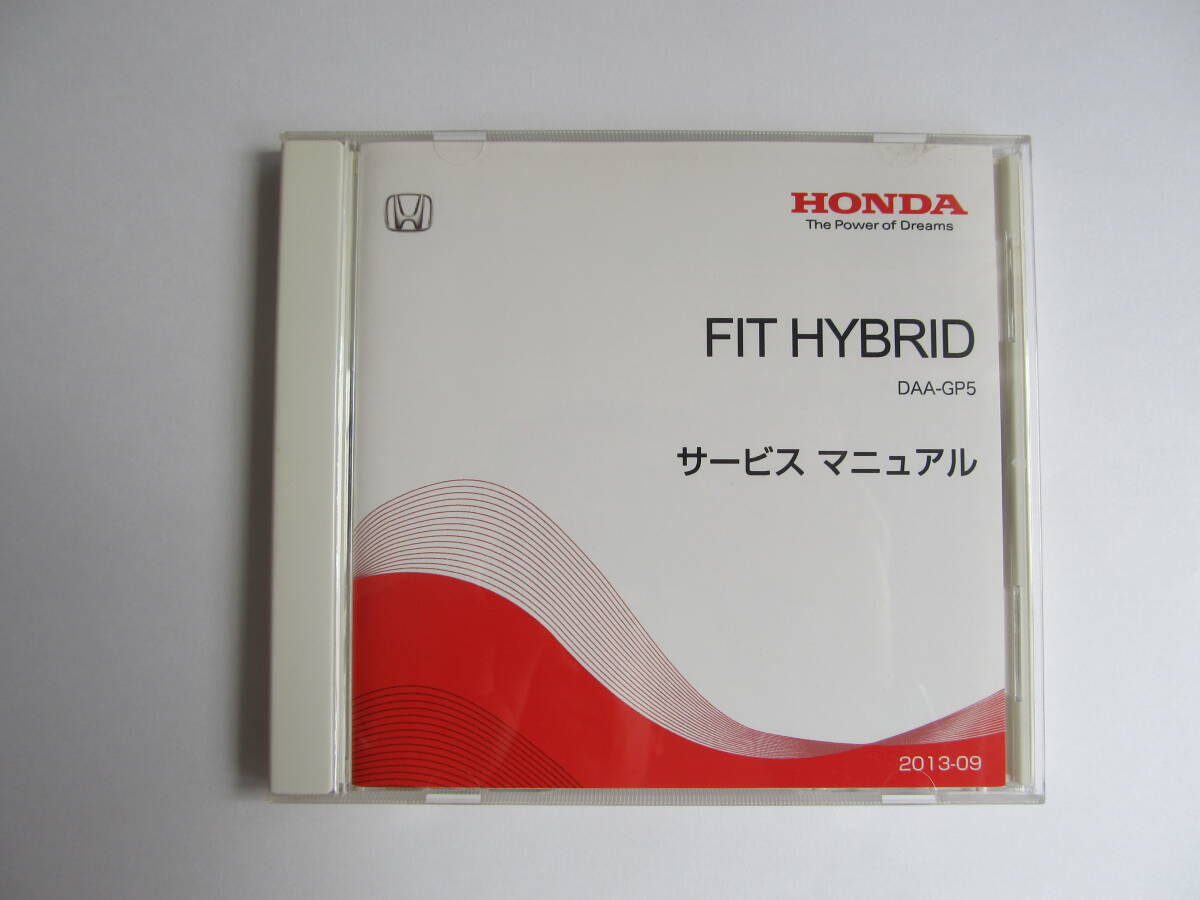 HONDA
The Power of Dreams
FIT HYBRID
DAA-GP5
サービス マニュアル
2013-09